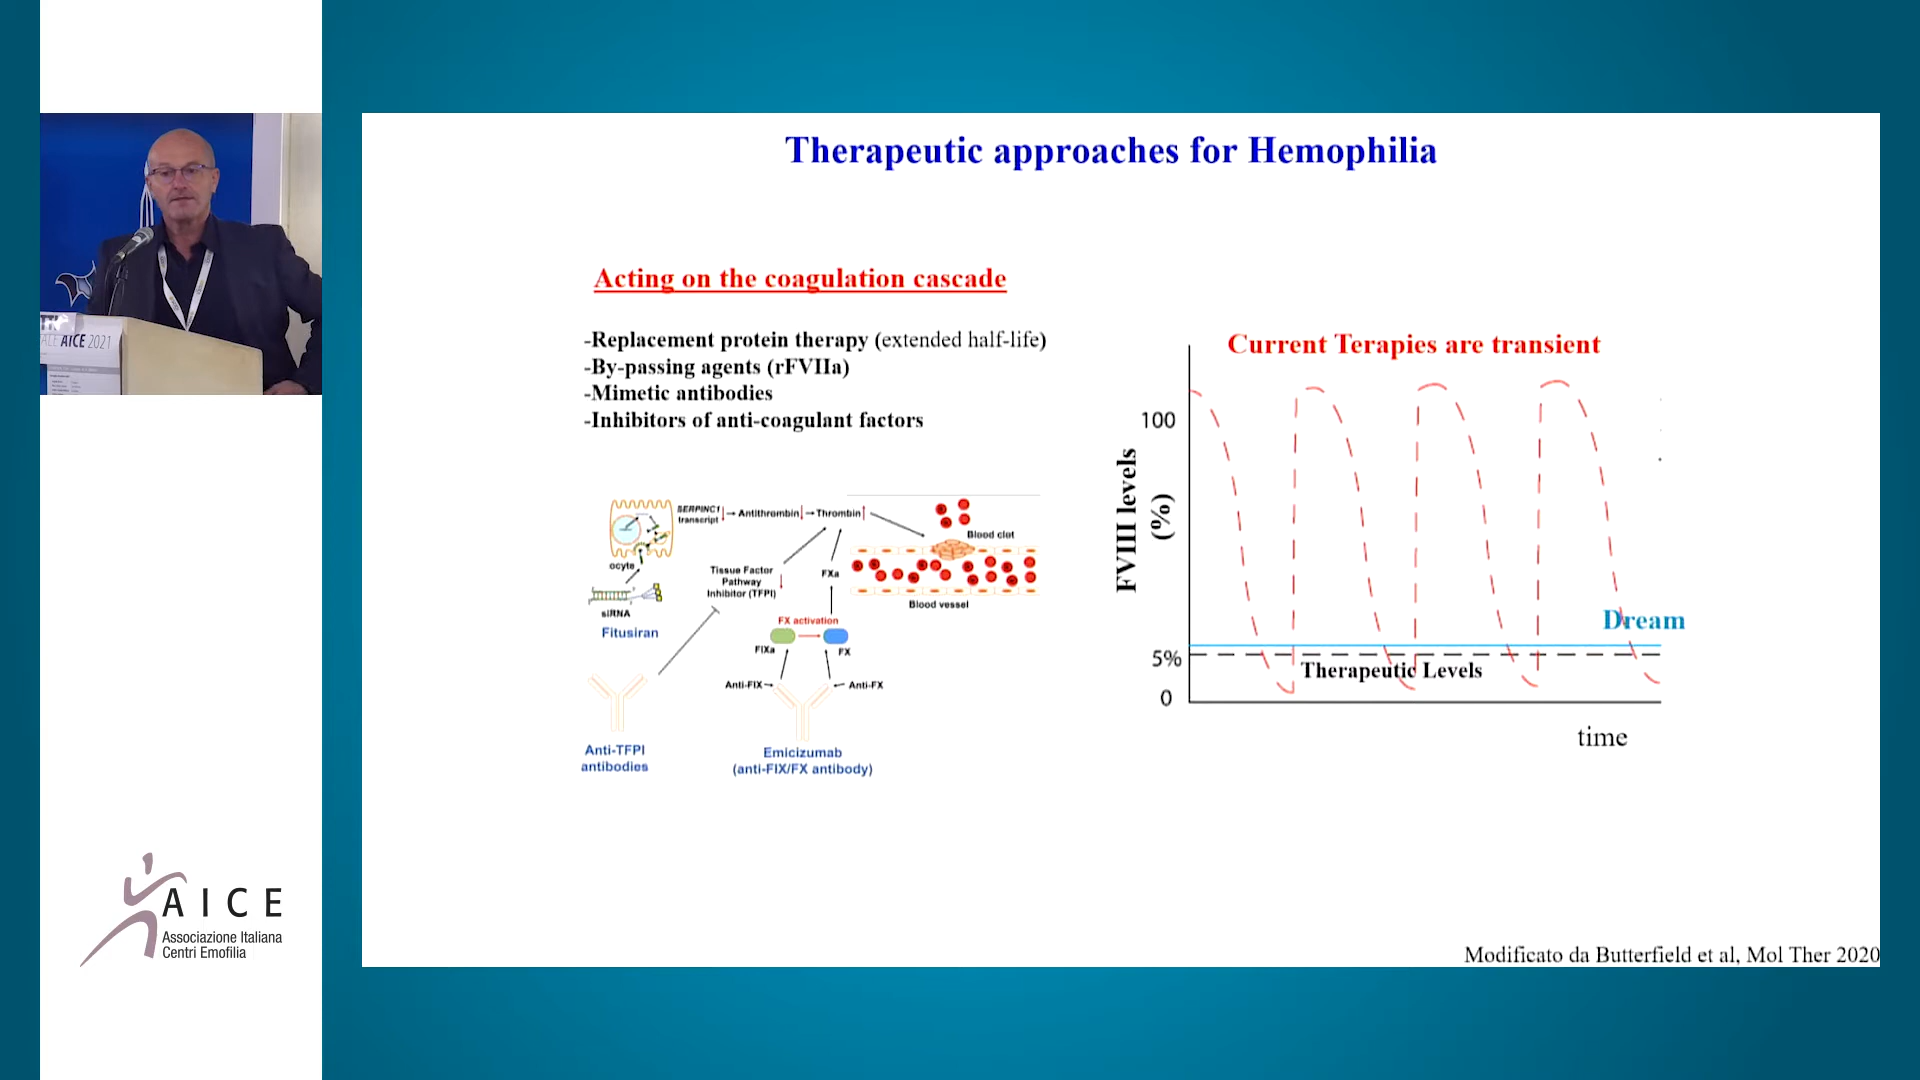 Therapeutic approaches for Hemophilia
Acting on the coagulation cascade
-Replacement protein therapy (extended half-life)
-By-passing agents (rFVIIa)
-Mimetic antibodies
-Inhibitors of anti-coagulant factors
SERPINC1
transcript
Antithrombin
Thrombin
Blood clot
ocyte
siRNA
Fitusiran
Tissue Factor
Pathway
Inhibitor (TFPI)
FXa
Blood vessel
FX activation
FIXa
FX
Anti-FIX
Anti-FX
Anti-TFPI
antibodies
Emicizumab
(anti-FIX/FX antibody)
Current Terapies are transient
FVIII levels
(%)
100
5%
0
Dream
Therapeutic Levels
time
Modificato da Butterfield et al, Mol Ther 2020
AICE 2021
AICE
Associazione Italiana
Centri Emofilia